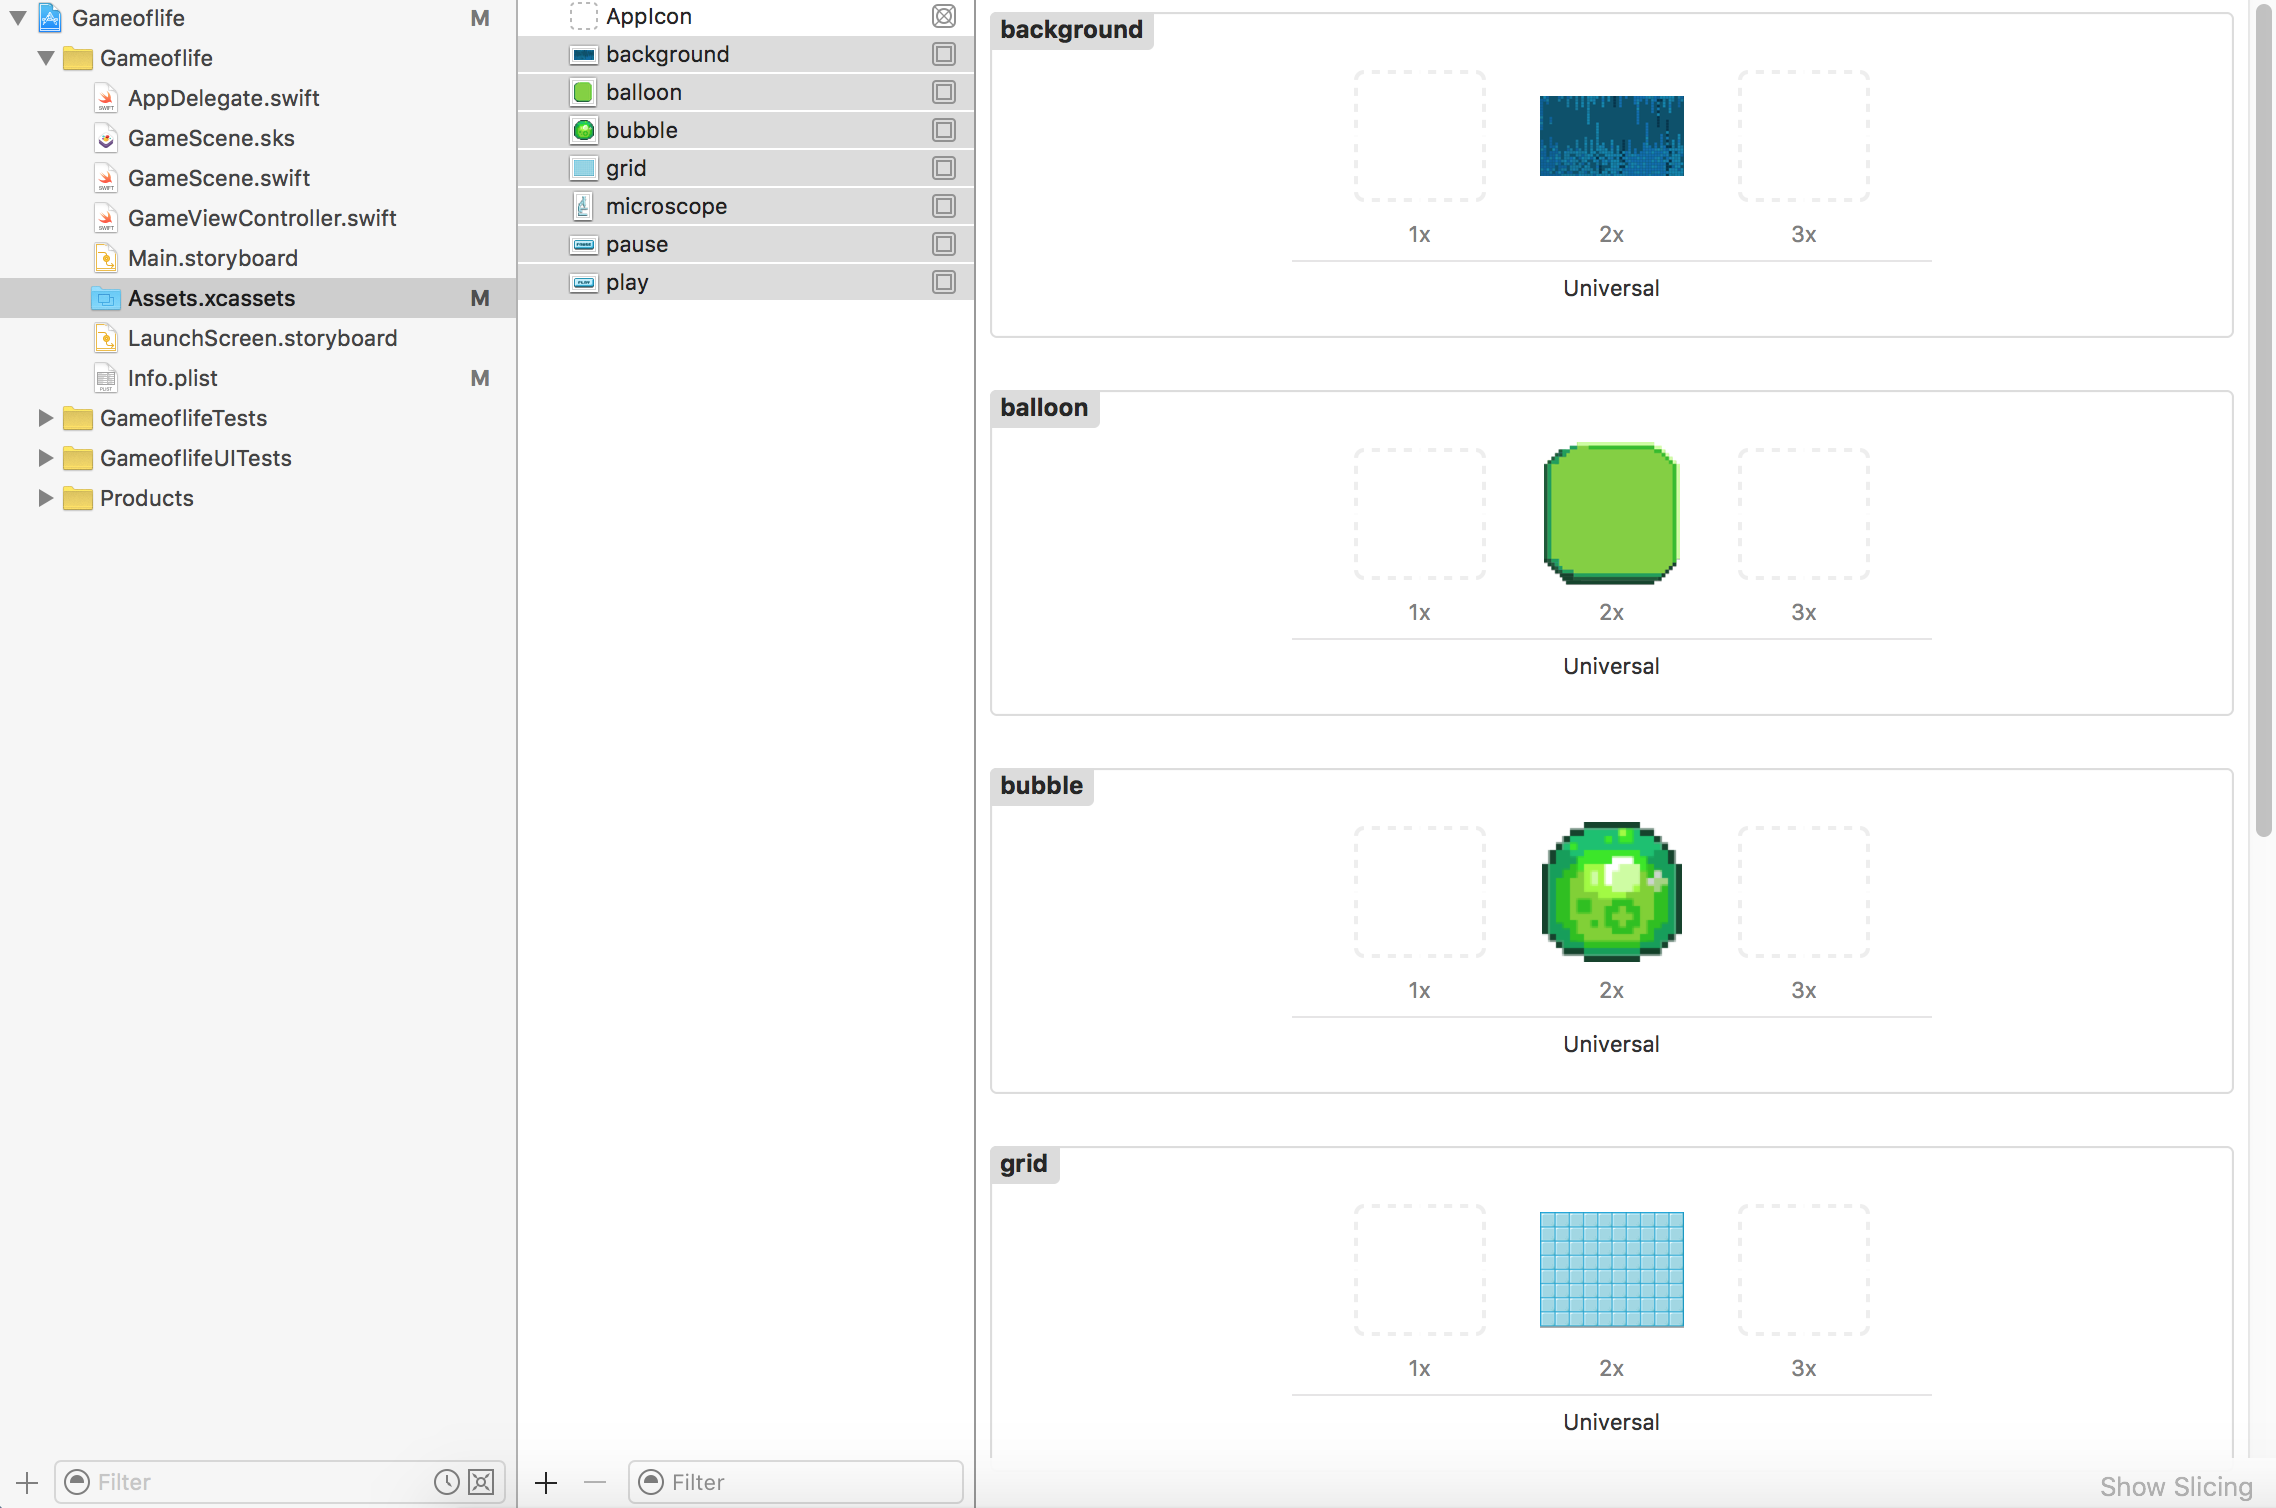 Gameoflife M
Gameoflife
AppDelegate.swift
GameScene.sks
GameScene.swift
GameViewController.swift
Main.storyboard
Assets.xcassets M
LaunchScreen.storyboard
Info.plist M
GameoflifeTests
GameoflifeUITests
Products
Filter
AppIcon
background
balloon
bubble
grid
microscope
pause
play
Filter
background
1x 2x 3x
Universal
balloon
1x 2x 3x
Universal
bubble
1x 2x 3x
Universal
grid
1x 2x 3x
Universal
Show Slicing